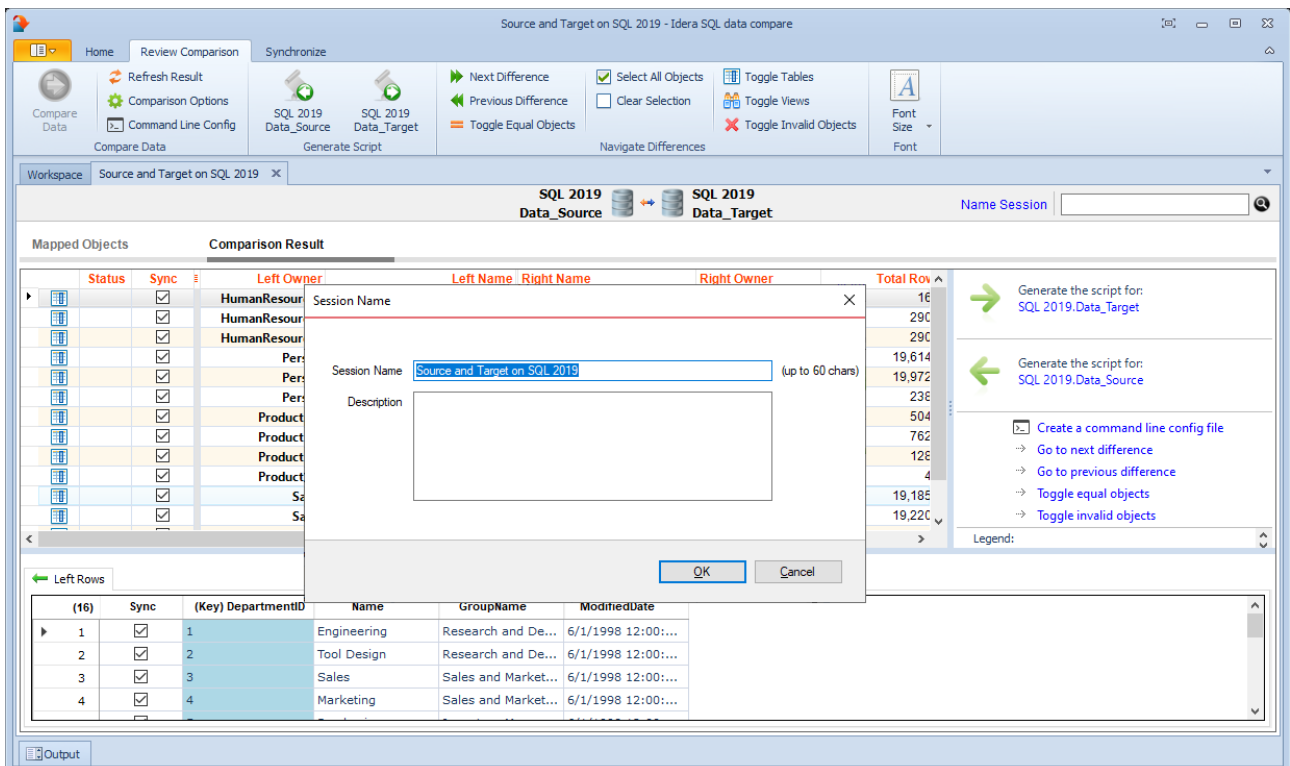 Source and Target on SQL 2019 - Idera SQL data compare
Home Review Comparison Synchronize
Compare Data
Refresh Result
Comparison Options
Command Line Config
Compare Data
SQL 2019 Data_Source
SQL 2019 Data_Target
Generate Script
Next Difference
Previous Difference
Toggle Equal Objects
Select All Objects
Clear Selection
Toggle Tables
Toggle Views
Toggle Invalid Objects
Navigate Differences
A
Font Size
Font
Workspace Source and Target on SQL 2019
SQL 2019 Data_Source
SQL 2019 Data_Target
Name Session
Mapped Objects Comparison Result
Status Sync Left Owner Left Name Right Name Right Owner Total Rov
HumanResour 16
HumanResour 290
HumanResour 290
Pers 19,614
Pers 19,972
Pers 238
Product 504
Product 762
Product 128
Product 4
Sa 19,185
Sa 19,220
Session Name
Session Name Source and Target on SQL 2019 (up to 60 chars)
Description
OK Cancel
Generate the script for:
SQL 2019.Data_Target
Generate the script for:
SQL 2019.Data_Source
Create a command line config file
Go to next difference
Go to previous difference
Toggle equal objects
Toggle invalid objects
Legend:
Left Rows
(16) Sync (Key) DepartmentID Name GroupName ModifiedDate
1 1 Engineering Research and De... 6/1/1998 12:00:...
2 2 Tool Design Research and De... 6/1/1998 12:00:...
3 3 Sales Sales and Market... 6/1/1998 12:00:...
4 4 Marketing Sales and Market... 6/1/1998 12:00:...
Output